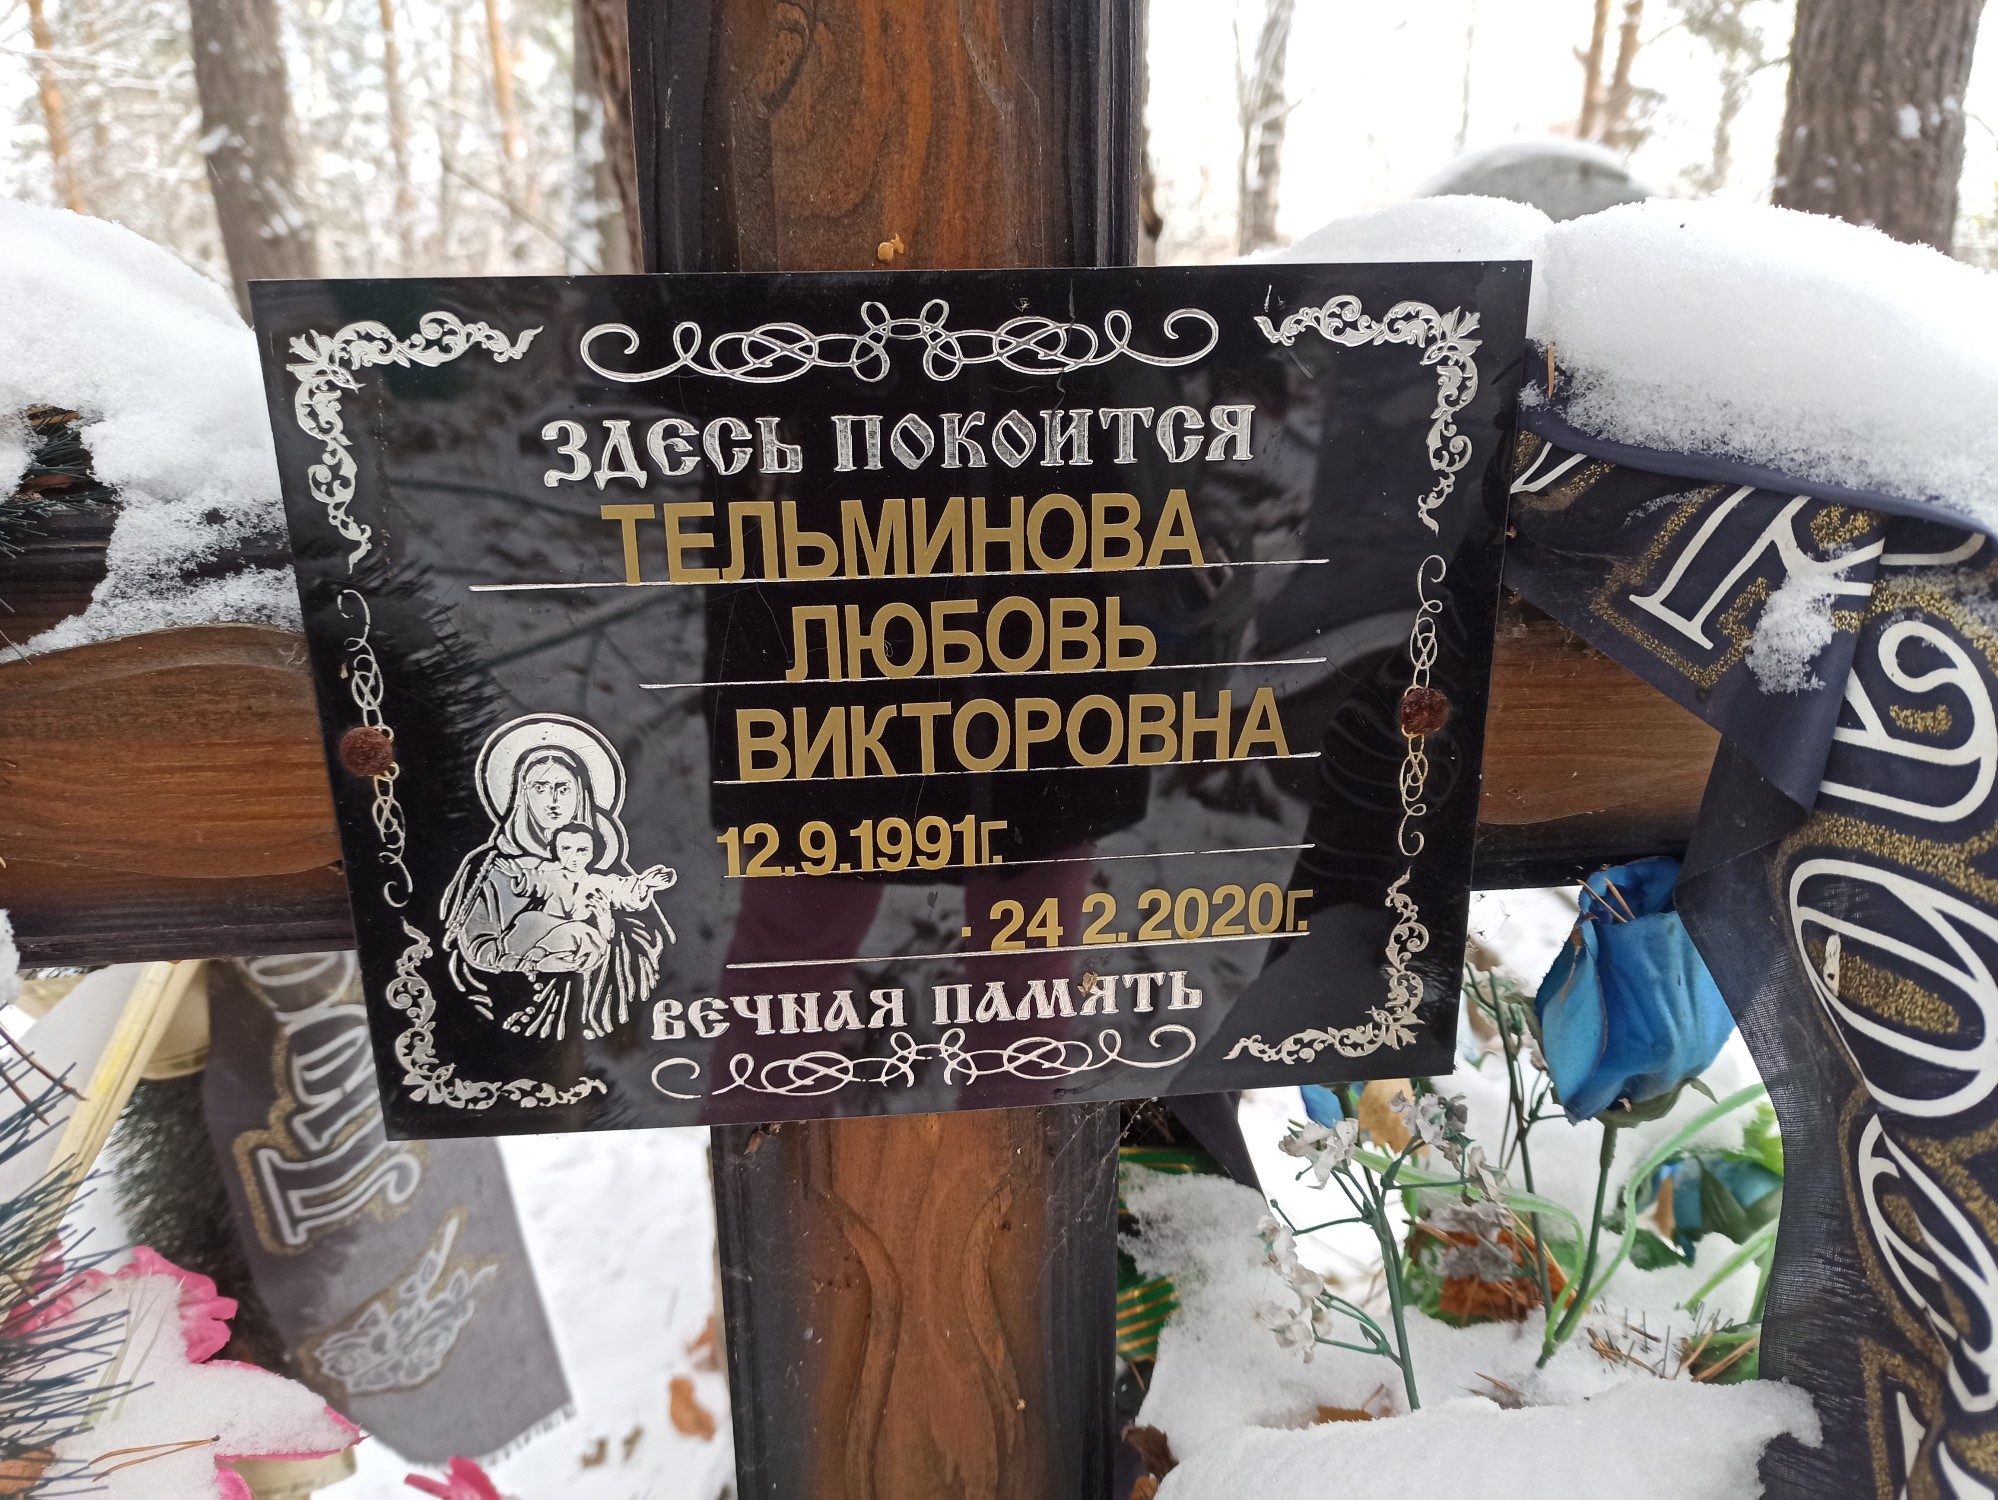 ЗДЕСЬ ПОКОИТСЯ
ТЕЛЬМИНОВА
ЛЮБОВЬ
ВИКТОРОВНА
12.9.1991г.
· 24 2.2020г.
ВЕЧНАЯ ПАМЯТЬ